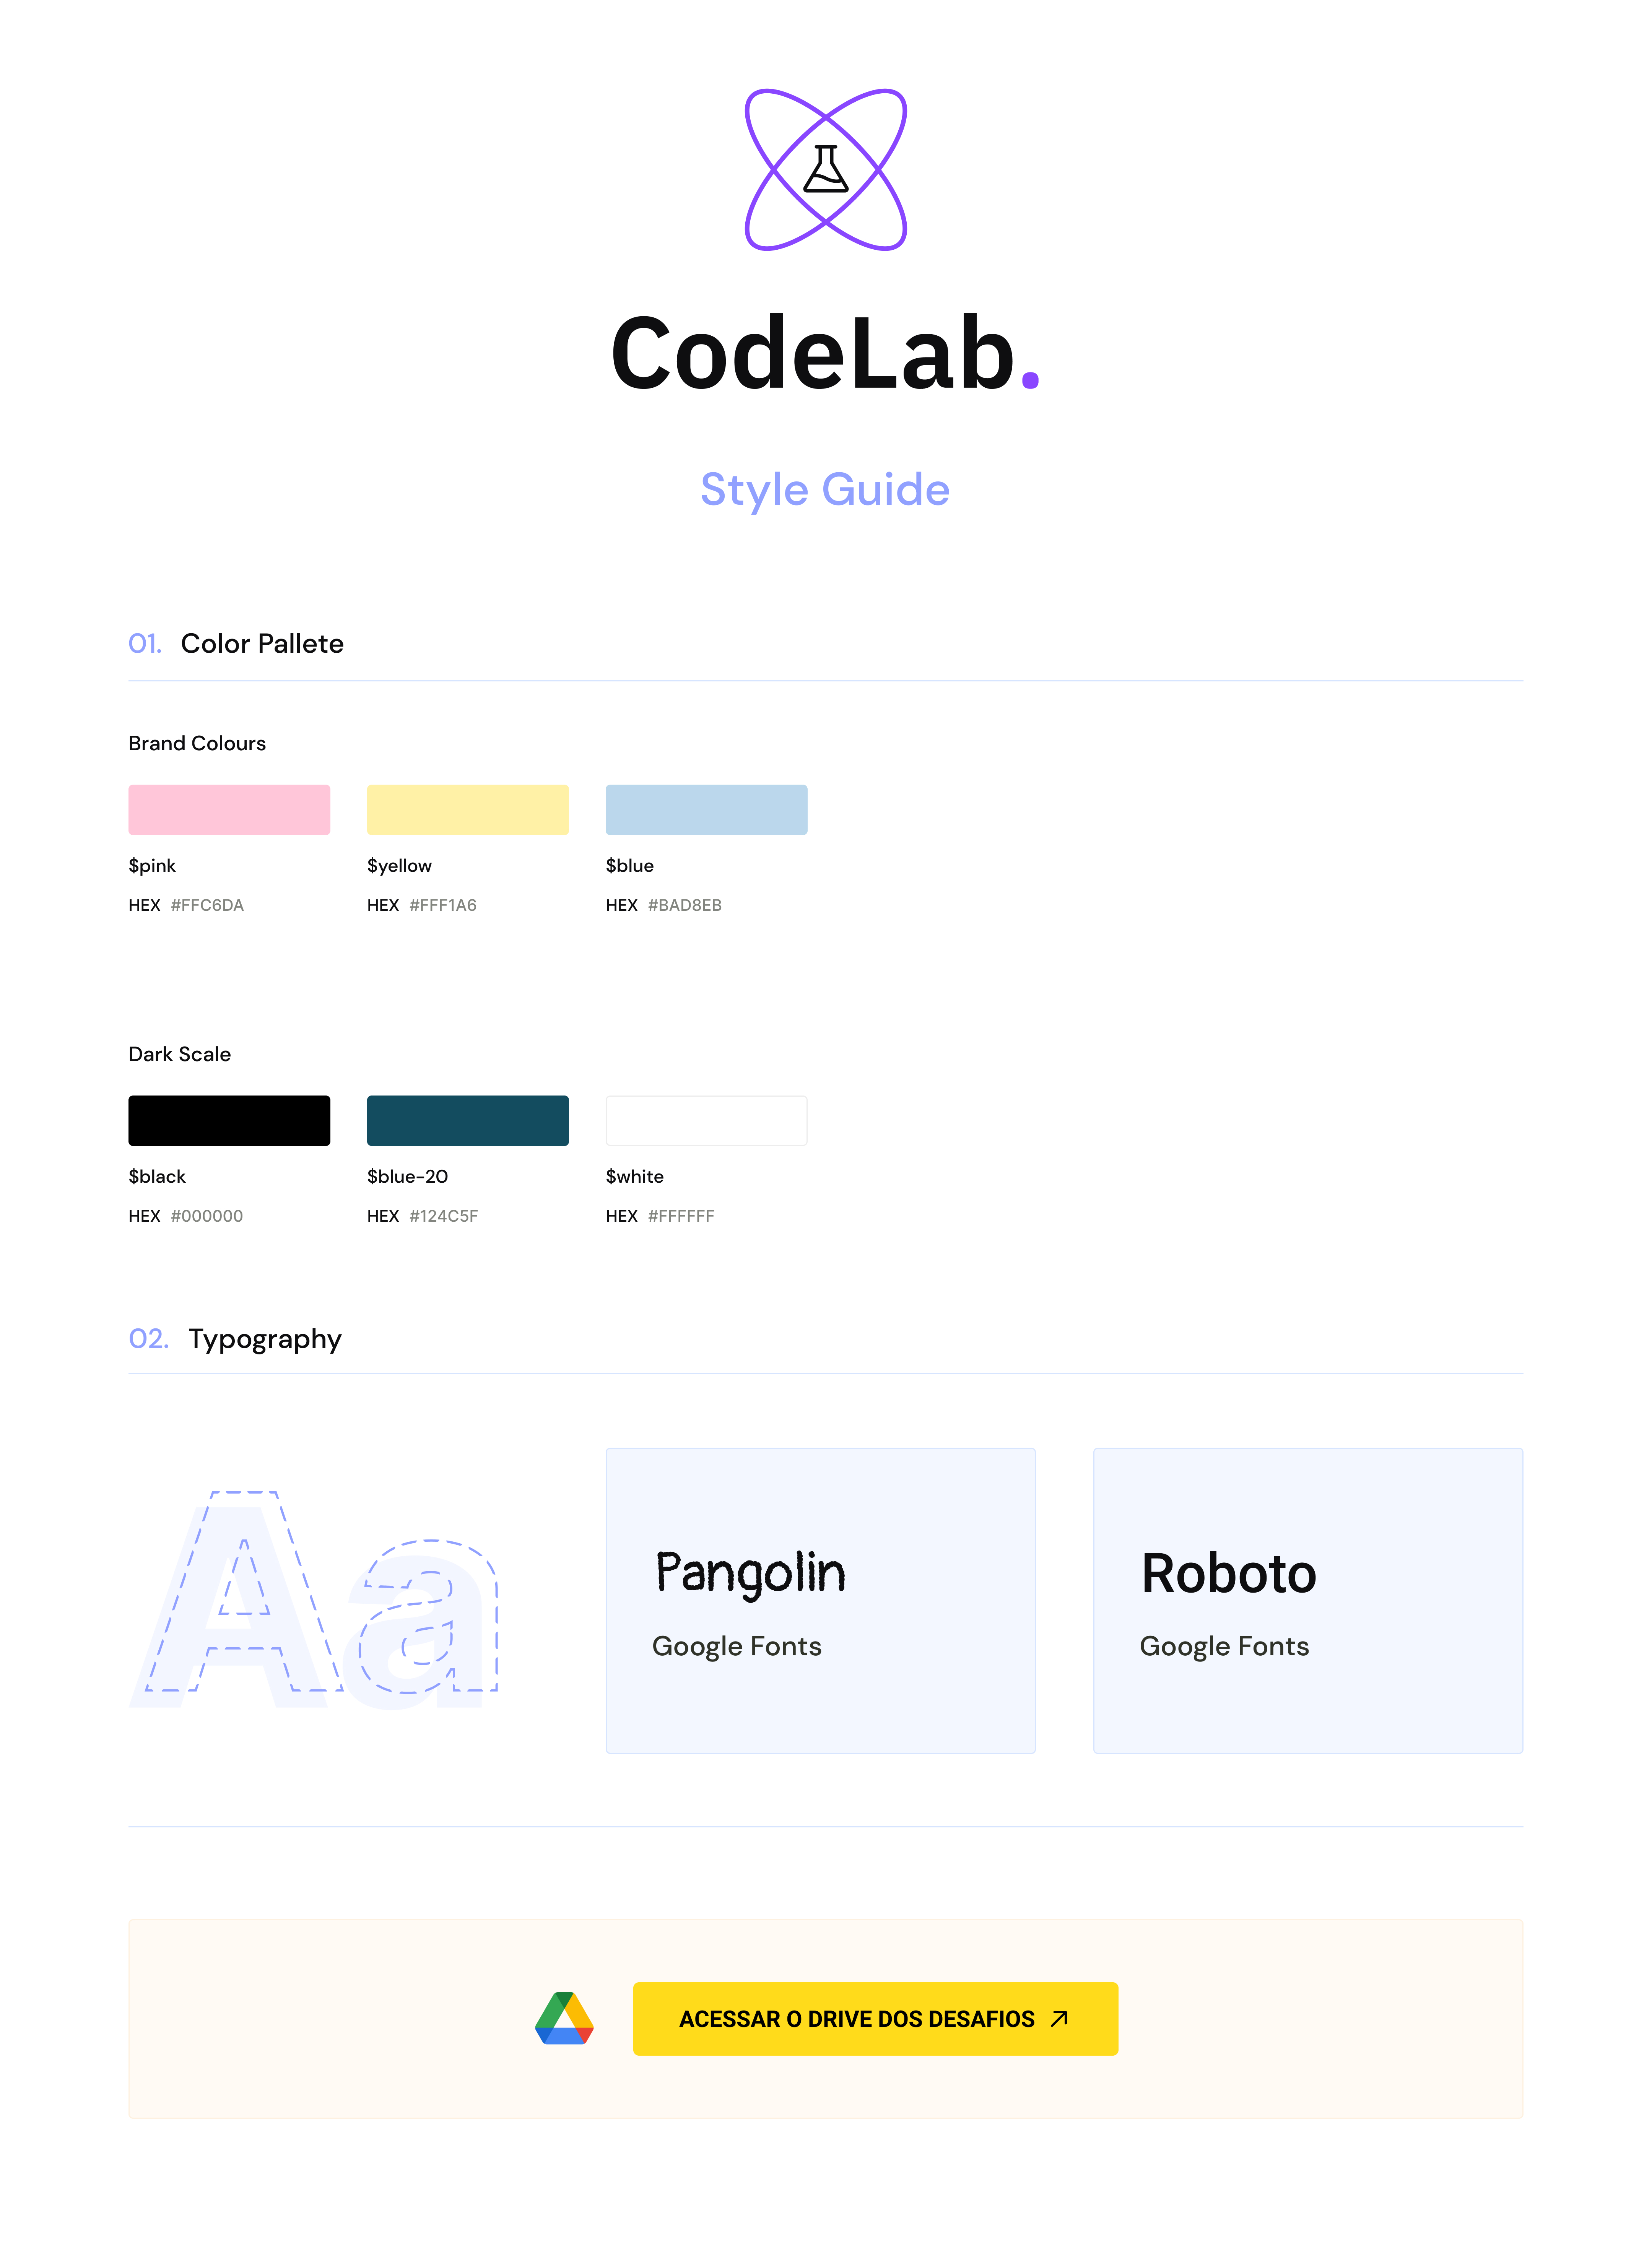 CodeLab.
Style Guide
01. Color Pallete
Brand Colours
$pink $yellow $blue
HEX #FFC6DA HEX #FFF1A6 HEX #BAD8EB
Dark Scale
$black $blue-20 $white
HEX #000000 HEX #124C5F HEX #FFFFFF
02. Typography
Aa
Pangolin
Google Fonts
Roboto
Google Fonts
ACESSAR O DRIVE DOS DESAFIOS